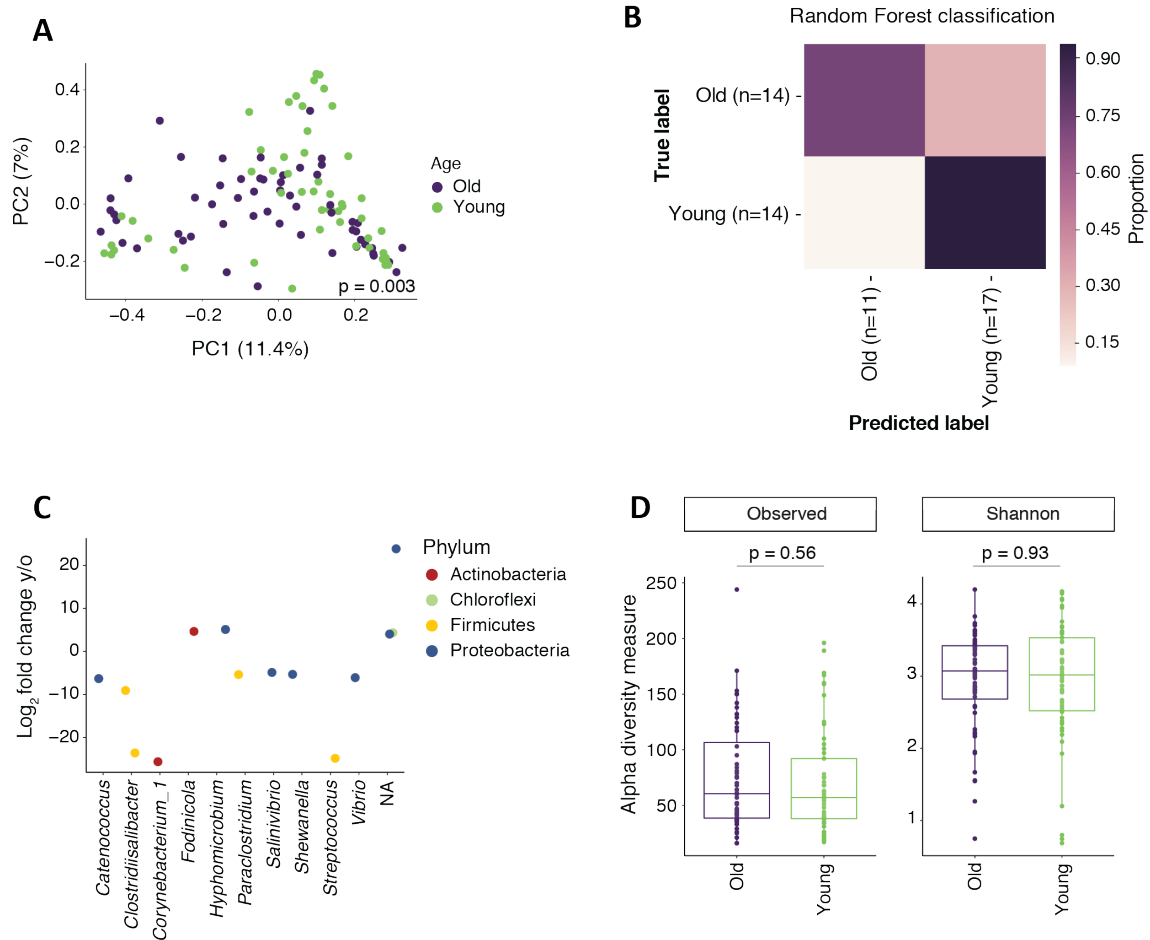 A
PC2 (7%)
0.4
0.2
0.0
−0.2
−0.4
−0.2
0.0
0.2
PC1 (11.4%)
p = 0.003
Age
Old
Young
B
Random Forest classification
True label
Old (n=14)
Young (n=14)
Old (n=11)
Young (n=17)
Predicted label
0.90
0.75
0.60
0.45
0.30
0.15
Proportion
C
Log2 fold change y/o
20
10
0
−10
−20
Catenococcus
Clostridiisalibacter
Corynebacterium_1
Fodinicola
Hyphomicrobium
Paraclostridium
Salinivibrio
Shewanella
Streptococcus
Vibrio
NA
Phylum
Actinobacteria
Chloroflexi
Firmicutes
Proteobacteria
D
Alpha diversity measure
Observed
p = 0.56
250
200
150
100
50
Old
Young
Shannon
p = 0.93
4
3
2
1
Old
Young